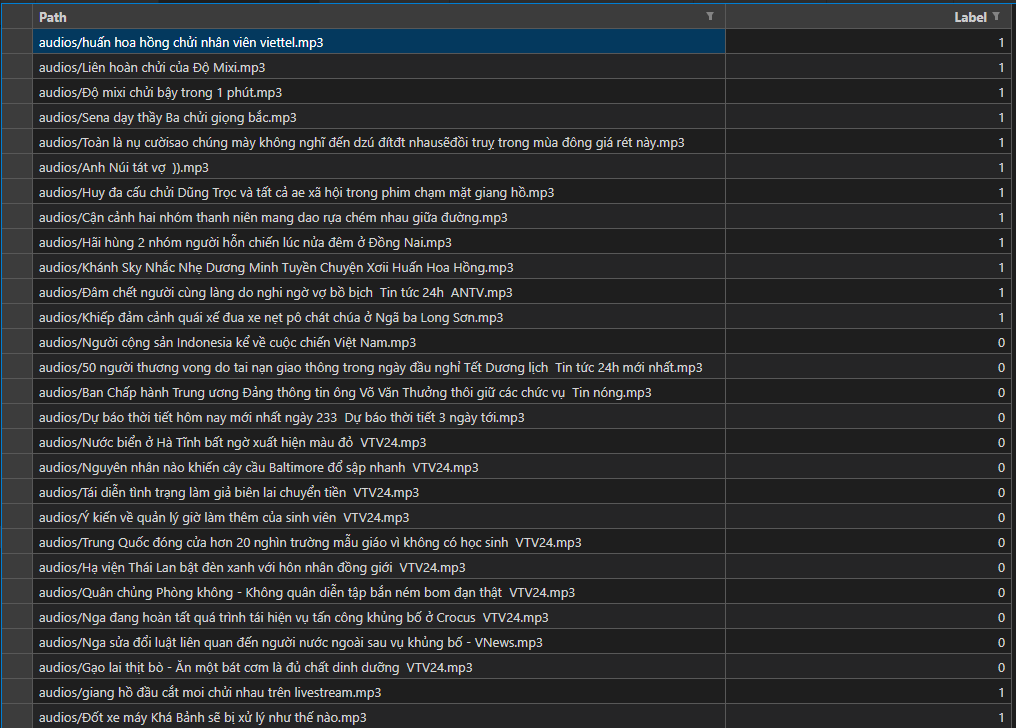 Path Label
audios/huấn hoa hồng chửi nhân viên viettel.mp3 1
audios/Liên hoàn chửi của Độ Mixi.mp3 1
audios/Độ mixi chửi bậy trong 1 phút.mp3 1
audios/Sena dạy thầy Ba chửi giọng bắc.mp3 1
audios/Toàn là nụ cườisao chúng mày không nghĩ đến dzú đítđt nhausẽđồi truỵ trong mùa đông giá rét này.mp3 1
audios/Anh Núi tát vợ  )).mp3 1
audios/Huy đa cấu chửi Dũng Trọc và tất cả ae xã hội trong phim chạm mặt giang hồ.mp3 1
audios/Cận cảnh hai nhóm thanh niên mang dao rựa chém nhau giữa đường.mp3 1
audios/Hãi hùng 2 nhóm người hỗn chiến lúc nửa đêm ở Đồng Nai.mp3 1
audios/Khánh Sky Nhắc Nhẹ Dương Minh Tuyền Chuyện Xơii Huấn Hoa Hồng.mp3 1
audios/Đâm chết người cùng làng do nghi ngờ vợ bồ bịch  Tin tức 24h  ANTV.mp3 1
audios/Khiếp đảm cảnh quái xế đua xe nẹt pô chát chúa ở Ngã ba Long Sơn.mp3 1
audios/Người cộng sản Indonesia kể về cuộc chiến Việt Nam.mp3 0
audios/50 người thương vong do tai nạn giao thông trong ngày đầu nghỉ Tết Dương lịch  Tin tức 24h mới nhất.mp3 0
audios/Ban Chấp hành Trung ương Đảng thông tin ông Võ Văn Thưởng thôi giữ các chức vụ  Tin nóng.mp3 0
audios/Dự báo thời tiết hôm nay mới nhất ngày 233  Dự báo thời tiết 3 ngày tới.mp3 0
audios/Nước biển ở Hà Tĩnh bất ngờ xuất hiện màu đỏ  VTV24.mp3 0
audios/Nguyên nhân nào khiến cây cầu Baltimore đổ sập nhanh  VTV24.mp3 0
audios/Tái diễn tình trạng làm giả biên lai chuyển tiền  VTV24.mp3 0
audios/Ý kiến về quản lý giờ làm thêm của sinh viên  VTV24.mp3 0
audios/Trung Quốc đóng cửa hơn 20 nghìn trường mẫu giáo vì không có học sinh  VTV24.mp3 0
audios/Hạ viện Thái Lan bật đèn xanh với hôn nhân đồng giới  VTV24.mp3 0
audios/Quân chủng Phòng không - Không quân diễn tập bắn ném bom đạn thật  VTV24.mp3 0
audios/Nga đang hoàn tất quá trình tái hiện vụ tấn công khủng bố ở Crocus  VTV24.mp3 0
audios/Nga sửa đổi luật liên quan đến người nước ngoài sau vụ khủng bố - VNews.mp3 0
audios/Gạo lai thịt bò - Ăn một bát cơm là đủ chất dinh dưỡng  VTV24.mp3 0
audios/giang hồ đầu cắt moi chửi nhau trên livestream.mp3 1
audios/Đốt xe máy Khá Bảnh sẽ bị xử lý như thế nào.mp3 1